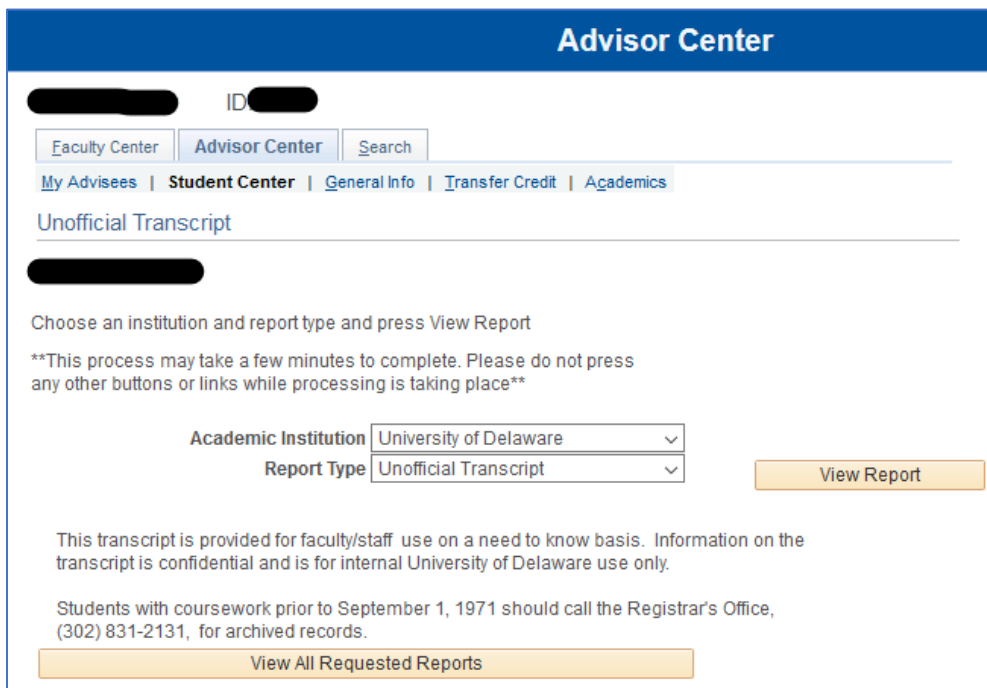 Advisor Center
ID
Faculty Center Advisor Center Search
My Advisees | Student Center | General Info | Transfer Credit | Academics
Unofficial Transcript
Choose an institution and report type and press View Report
**This process may take a few minutes to complete. Please do not press
any other buttons or links while processing is taking place**
Academic Institution University of Delaware
Report Type Unofficial Transcript
View Report
This transcript is provided for faculty/staff use on a need to know basis. Information on the
transcript is confidential and is for internal University of Delaware use only.
Students with coursework prior to September 1, 1971 should call the Registrar's Office,
(302) 831-2131, for archived records.
View All Requested Reports